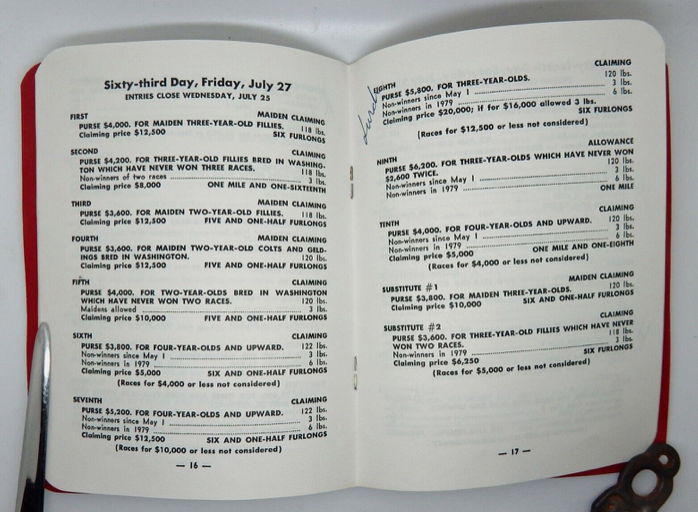 Sixty-third Day, Friday, July 27
ENTRIES CLOSE WEDNESDAY, JULY 25
FIRST MAIDEN CLAIMING
PURSE $4,000. FOR MAIDEN THREE-YEAR-OLD FILLIES. 118 lbs.
Claiming price $12,500 SIX FURLONGS
SECOND CLAIMING
PURSE $4,200. FOR THREE-YEAR-OLD FILLIES BRED IN WASHING-
TON WHICH HAVE NEVER WON THREE RACES. 118 lbs.
Non-winners of two races 3 lbs.
Claiming price $8,000 ONE MILE AND ONE-SIXTEENTH
THIRD MAIDEN CLAIMING
PURSE $3,600. FOR MAIDEN TWO-YEAR-OLD FILLIES. 118 lbs.
Claiming price $12,500 FIVE AND ONE-HALF FURLONGS
FOURTH MAIDEN CLAIMING
PURSE $3,600. FOR MAIDEN TWO-YEAR-OLD COLTS AND GELD-
INGS BRED IN WASHINGTON. 120 lbs.
Claiming price $12,500 FIVE AND ONE-HALF FURLONGS
FIFTH CLAIMING
PURSE $4,000. FOR TWO-YEAR-OLDS BRED IN WASHINGTON
WHICH HAVE NEVER WON TWO RACES. 120 lbs.
Maidens allowed 3 lbs.
Claiming price $10,000 FIVE AND ONE-HALF FURLONGS
SIXTH CLAIMING
PURSE $3,800. FOR FOUR-YEAR-OLDS AND UPWARD. 122 lbs.
Non-winners since May 1 3 lbs.
Non-winners in 1979 6 lbs.
Claiming price $5,000 SIX AND ONE-HALF FURLONGS
(Races for $4,000 or less not considered)
SEVENTH CLAIMING
PURSE $5,200. FOR FOUR-YEAR-OLDS AND UPWARD. 122 lbs.
Non-winners since May 1 3 lbs.
Non-winners in 1979 6 lbs.
Claiming price $12,500 SIX AND ONE-HALF FURLONGS
(Races for $10,000 or less not considered)
— 16 —
EIGHTH CLAIMING
PURSE $5,800. FOR THREE-YEAR-OLDS. 120 lbs.
Non-winners since May 1 3 lbs.
Non-winners in 1979 6 lbs.
Claiming price $20,000; if for $16,000 allowed 3 lbs.
SIX FURLONGS
(Races for $12,500 or less not considered)
NINTH ALLOWANCE
PURSE $6,200. FOR THREE-YEAR-OLDS WHICH HAVE NEVER WON
$2,600 TWICE. 120 lbs.
Non-winners since May 1 3 lbs.
Non-winners in 1979 6 lbs.
ONE MILE
TENTH CLAIMING
PURSE $4,000. FOR FOUR-YEAR-OLDS AND UPWARD. 120 lbs.
Non-winners since May 1 3 lbs.
Non-winners in 1979 6 lbs.
Claiming price $5,000 ONE MILE AND ONE-EIGHTH
(Races for $4,000 or less not considered)
SUBSTITUTE #1 MAIDEN CLAIMING
PURSE $3,800. FOR MAIDEN THREE-YEAR-OLDS. 120 lbs.
Claiming price $10,000 SIX AND ONE-HALF FURLONGS
SUBSTITUTE #2 CLAIMING
PURSE $3,600. FOR THREE-YEAR-OLD FILLIES WHICH HAVE NEVER
WON TWO RACES. 118 lbs.
Non-winners in 1979 3 lbs.
Claiming price $6,250 SIX FURLONGS
(Races for $5,000 or less not considered)
— 17 —